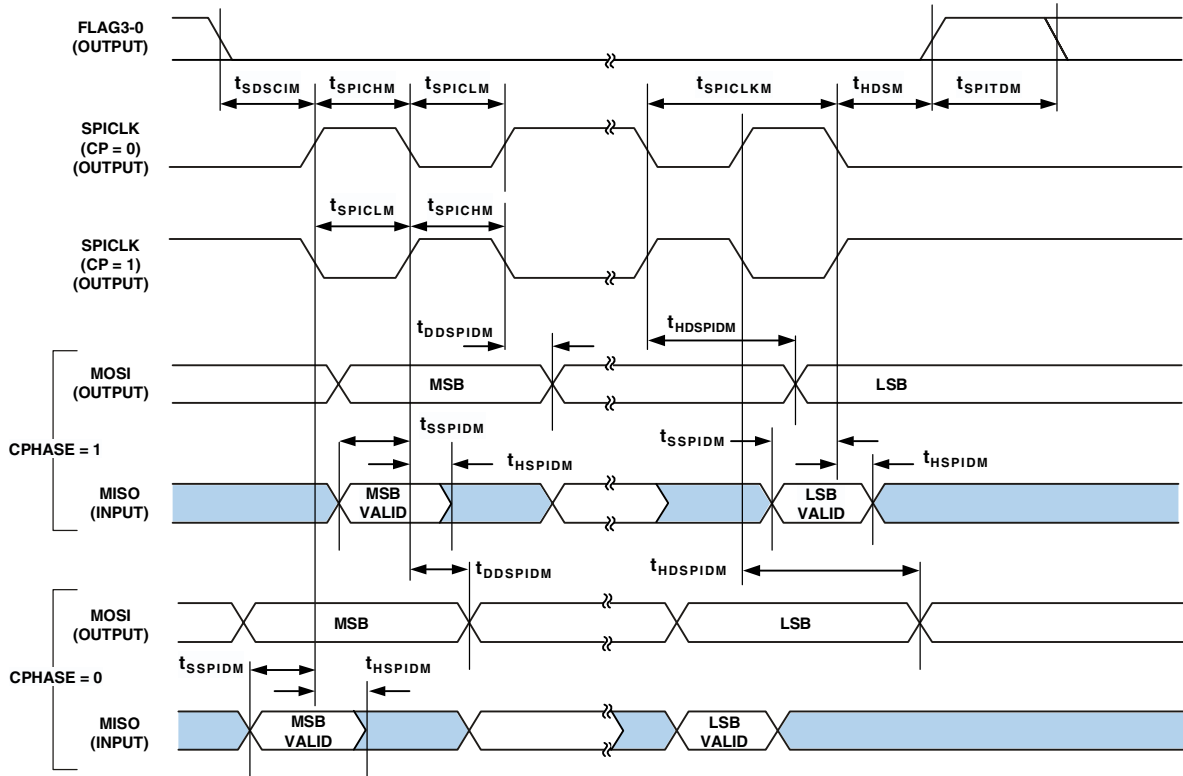 FLAG3-0
(OUTPUT)
tSDSCIM
tSPICHM
tSPICLM
tSPICLKM
tHDSM
tSPITDM
SPICLK
(CP = 0)
(OUTPUT)
tSPICLM
tSPICHM
SPICLK
(CP = 1)
(OUTPUT)
tDDSPIDM
tHDSPIDM
MOSI
(OUTPUT)
MSB
LSB
CPHASE = 1
tSSPIDM
tHSPIDM
tSSPIDM
tHSPIDM
MISO
(INPUT)
MSB
VALID
LSB
VALID
tDDSPIDM
tHDSPIDM
MOSI
(OUTPUT)
MSB
LSB
CPHASE = 0
tSSPIDM
tHSPIDM
MISO
(INPUT)
MSB
VALID
LSB
VALID